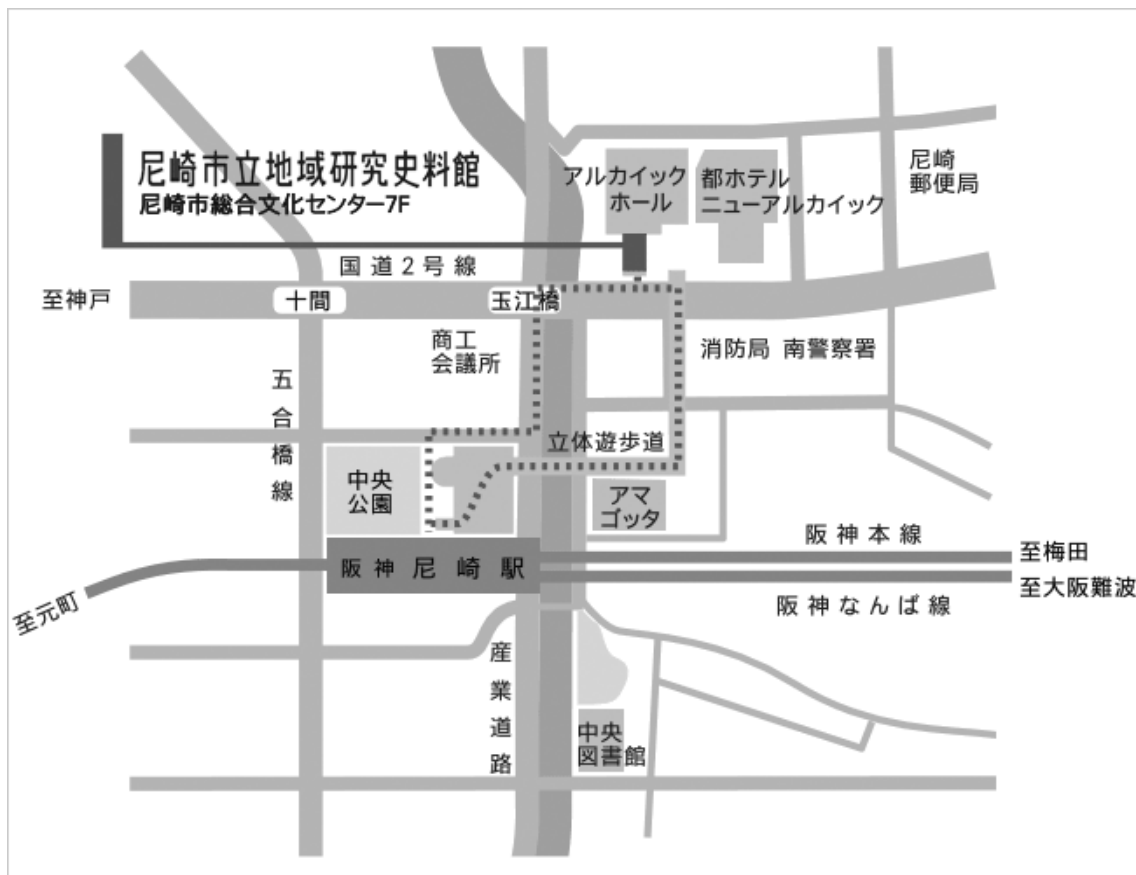 尼崎市立地域研究史料館
尼崎市総合文化センター7F
アルカイック
ホール
都ホテル
ニューアルカイック
尼崎
郵便局
国道2号線
至神戸
十間
玉江橋
商工
会議所
消防局 南警察署
五合橋線
立体遊歩道
中央
公園
アマ
ゴッタ
阪神本線
至梅田
阪神 尼崎駅
至大阪難波
阪神なんば線
至元町
産業道路
中央
図書館